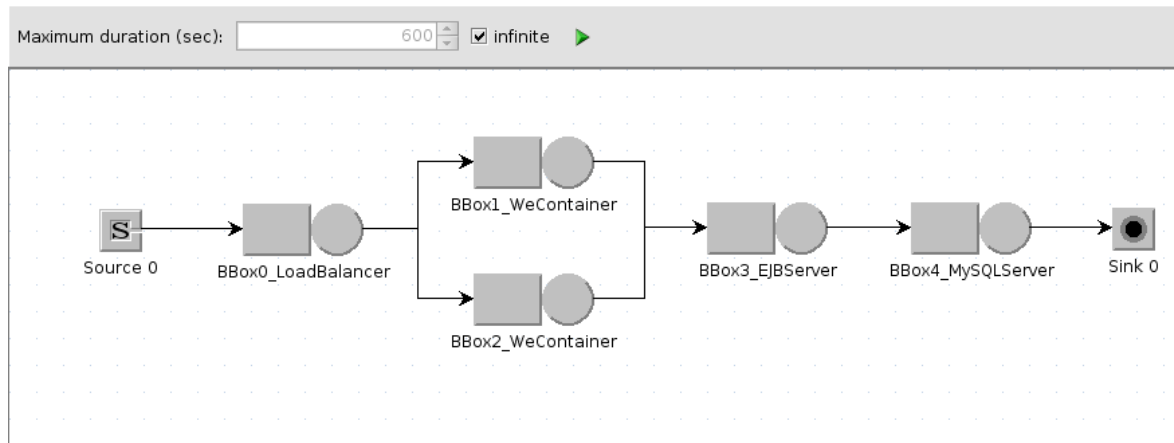 Maximum duration (sec): 600 infinite
S
Source 0
BBox0_LoadBalancer
BBox1_WeContainer
BBox2_WeContainer
BBox3_EJBServer
BBox4_MySQLServer
Sink 0